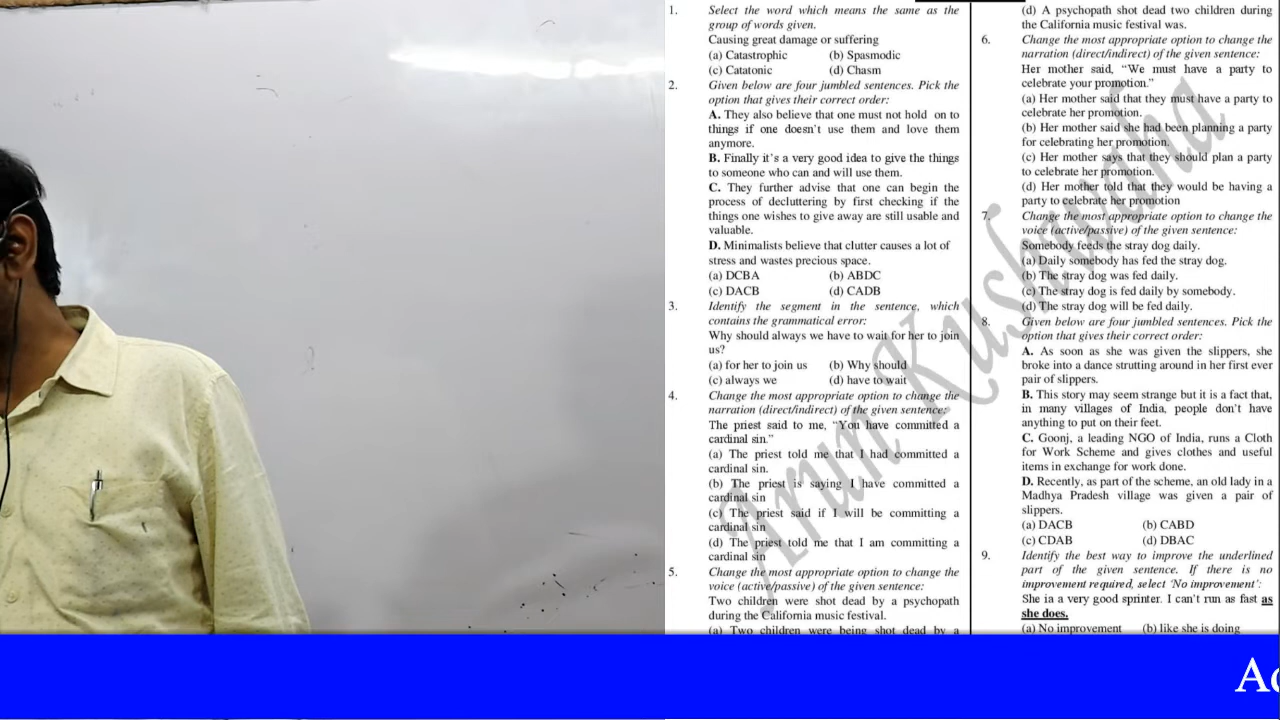 1. Select the word which means the same as the
group of words given.
Causing great damage or suffering
(a) Catastrophic (b) Spasmodic
(c) Catatonic (d) Chasm
2. Given below are four jumbled sentences. Pick the
option that gives their correct order:
A. They also believe that one must not hold on to
things if one doesn't use them and love them
anymore.
B. Finally it's a very good idea to give the things
to someone who can and will use them.
C. They further advise that one can begin the
process of decluttering by first checking if the
things one wishes to give away are still usable and
valuable.
D. Minimalists believe that clutter causes a lot of
stress and wastes precious space.
(a) DCBA (b) ABDC
(c) DACB (d) CADB
3. Identify the segment in the sentence, which
contains the grammatical error:
Why should always we have to wait for her to join
us?
(a) for her to join us (b) Why should
(c) always we (d) have to wait
4. Change the most appropriate option to change the
narration (direct/indirect) of the given sentence:
The priest said to me, "You have committed a
cardinal sin."
(a) The priest told me that I had committed a
cardinal sin.
(b) The priest is saying I have committed a
cardinal sin
(c) The priest said if I will be committing a
cardinal sin
(d) The priest told me that I am committing a
cardinal sin
5. Change the most appropriate option to change the
voice (active/passive) of the given sentence:
Two children were shot dead by a psychopath
during the California music festival.
(a) Two children were being shot dead by a
(d) A psychopath shot dead two children during
the California music festival was.
6. Change the most appropriate option to change the
narration (direct/indirect) of the given sentence:
Her mother said, "We must have a party to
celebrate your promotion."
(a) Her mother said that they must have a party to
celebrate her promotion.
(b) Her mother said she had been planning a party
for celebrating her promotion.
(c) Her mother says that they should plan a party
to celebrate her promotion.
(d) Her mother told that they would be having a
party to celebrate her promotion
7. Change the most appropriate option to change the
voice (active/passive) of the given sentence:
Somebody feeds the stray dog daily.
(a) Daily somebody has fed the stray dog.
(b) The stray dog was fed daily.
(c) The stray dog is fed daily by somebody.
(d) The stray dog will be fed daily.
8. Given below are four jumbled sentences. Pick the
option that gives their correct order:
A. As soon as she was given the slippers, she
broke into a dance strutting around in her first ever
pair of slippers.
B. This story may seem strange but it is a fact that,
in many villages of India, people don't have
anything to put on their feet.
C. Goonj, a leading NGO of India, runs a Cloth
for Work Scheme and gives clothes and useful
items in exchange for work done.
D. Recently, as part of the scheme, an old lady in a
Madhya Pradesh village was given a pair of
slippers.
(a) DACB (b) CABD
(c) CDAB (d) DBAC
9. Identify the best way to improve the underlined
part of the given sentence. If there is no
improvement required, select 'No improvement':
She ia a very good sprinter. I can't run as fast as
she does.
(a) No improvement (b) like she is doing
Arun Kushwaha